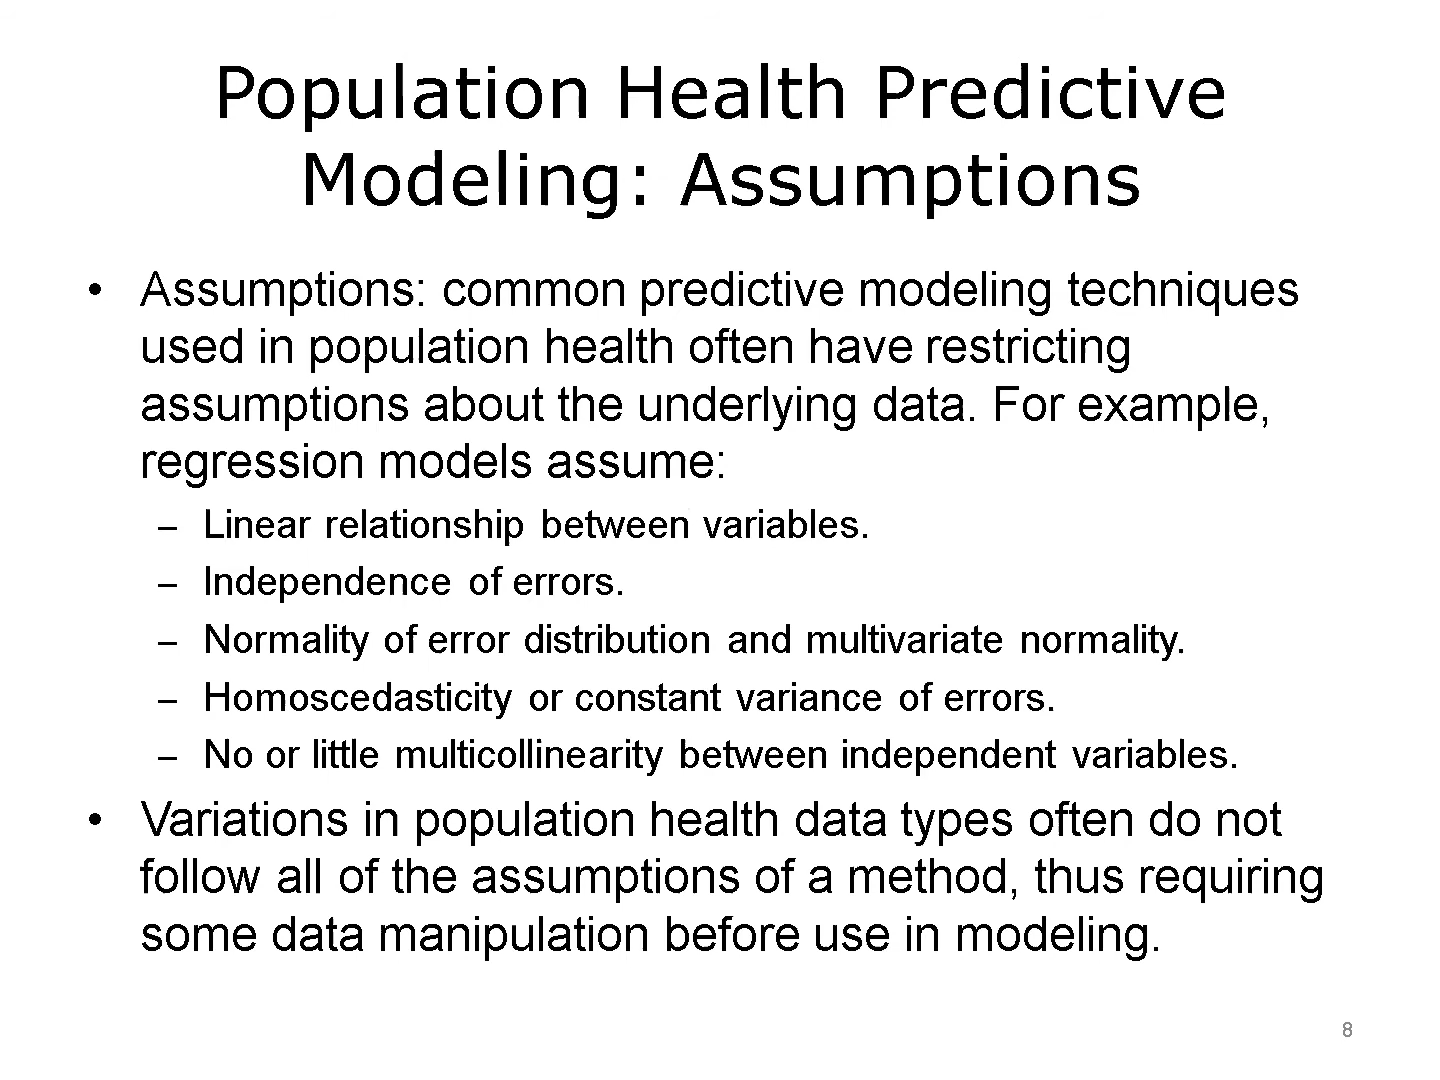 Population Health Predictive
Modeling: Assumptions
• Assumptions: common predictive modeling techniques
used in population health often have restricting
assumptions about the underlying data. For example,
regression models assume:
– Linear relationship between variables.
– Independence of errors.
– Normality of error distribution and multivariate normality.
– Homoscedasticity or constant variance of errors.
– No or little multicollinearity between independent variables.
• Variations in population health data types often do not
follow all of the assumptions of a method, thus requiring
some data manipulation before use in modeling.
8